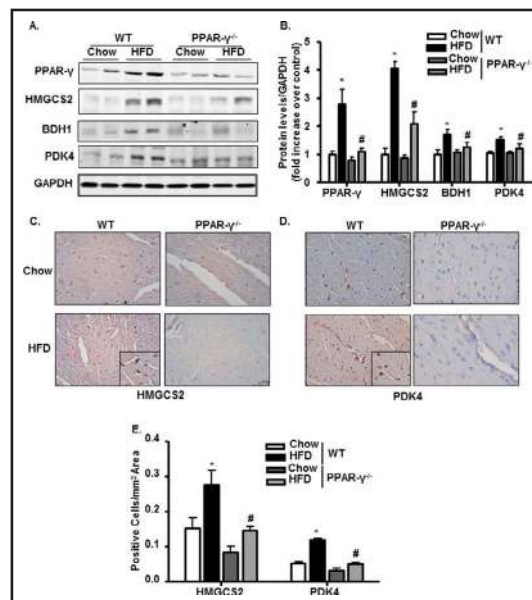 A.
WT PPAR-γ⁻/⁻
Chow HFD Chow HFD
PPAR-γ
HMGCS2
BDH1
PDK4
GAPDH
B.
Chow
HFD
WT
Chow
HFD
PPAR-γ⁻/⁻
Protein levels/GAPDH
(fold increase over control)
5
4
3
2
1
0
*
#
*
#
*
#
*
#
PPAR-γ HMGCS2 BDH1 PDK4
C.
WT PPAR-γ⁻/⁻
Chow
HFD
HMGCS2
D.
WT PPAR-γ⁻/⁻
PDK4
E.
Chow
HFD
WT
Chow
HFD
PPAR-γ⁻/⁻
Positive Cells/mm² Area
0.4
0.3
0.2
0.1
0.0
*
#
*
#
HMGCS2 PDK4